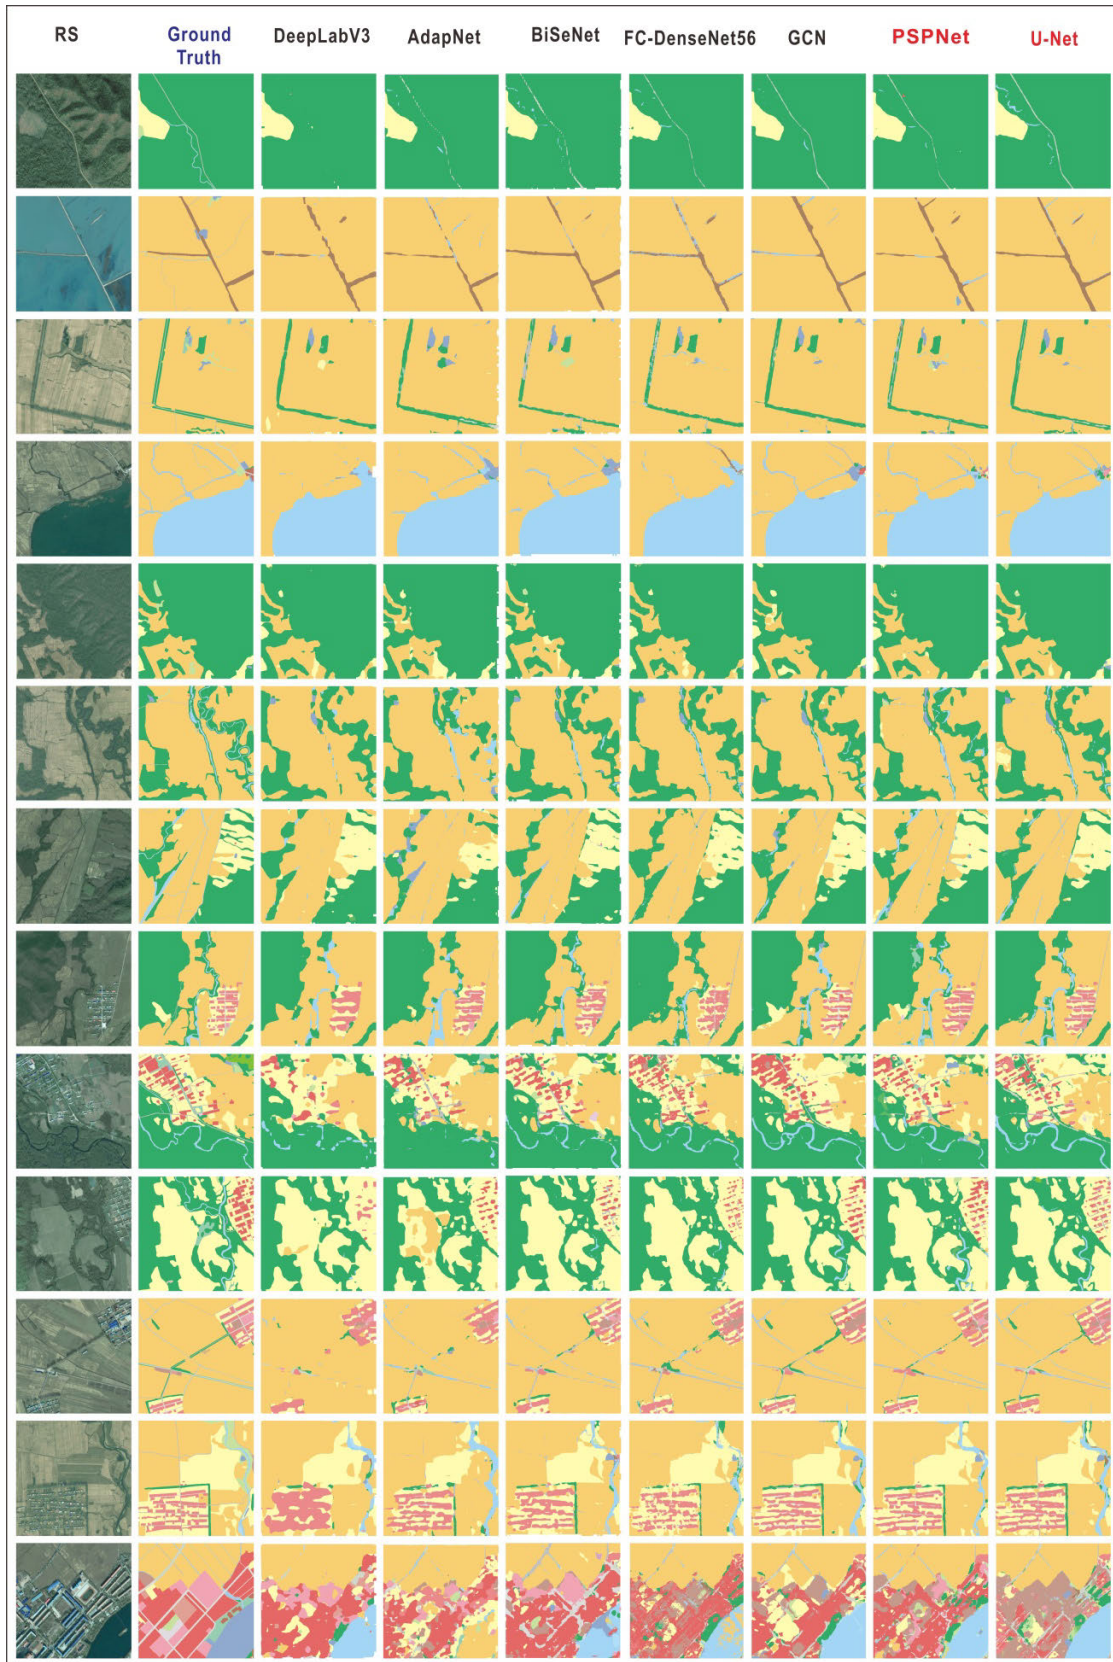 RS
Ground
Truth
DeepLabV3
AdapNet
BiSeNet
FC-DenseNet56
GCN
PSPNet
U-Net